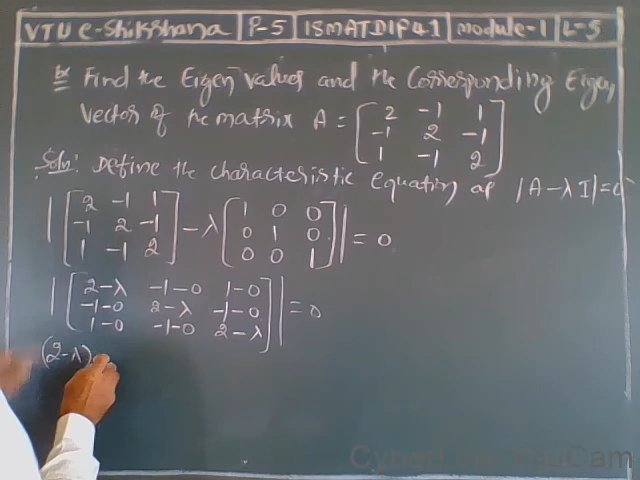 VTU e-Shikshana | P-5 | 15MATDIP41 | Module-1 | L-5
Ex Find the Eigen values and the Corresponding Eigen
Vector of the matrix A = [2 -1 1
-1 2 -1
1 -1 2]
Soln: Define the characteristic equation as |A-λI|=0
|[2 -1 1
-1 2 -1
1 -1 2] - λ [1 0 0
0 1 0
0 0 1]| = 0
|[2-λ -1-0 1-0
-1-0 2-λ -1-0
1-0 -1-0 2-λ]| = 0
(2-λ)